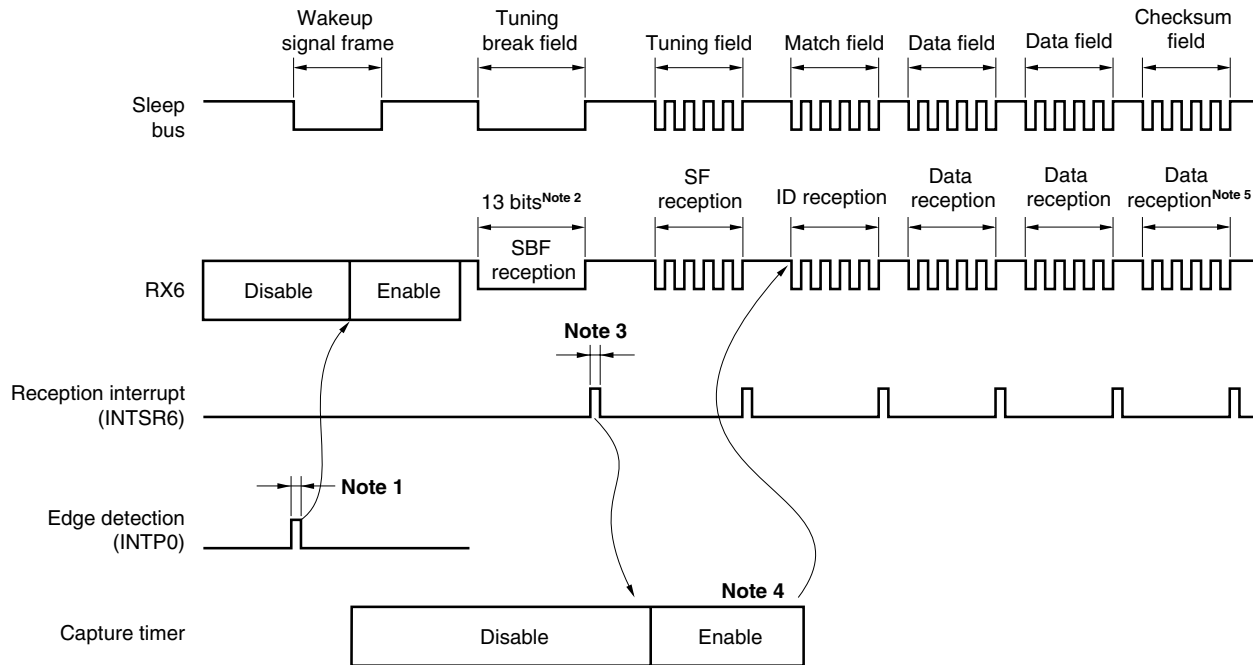 Wakeup
signal frame
Tuning
break field
Tuning field
Match field
Data field
Data field
Checksum
field
Sleep
bus
13 bitsNote 2
SF
reception
ID reception
Data
reception
Data
reception
Data
receptionNote 5
SBF
reception
RX6
Disable
Enable
Note 3
Reception interrupt
(INTSR6)
Note 1
Edge detection
(INTP0)
Note 4
Capture timer
Disable
Enable